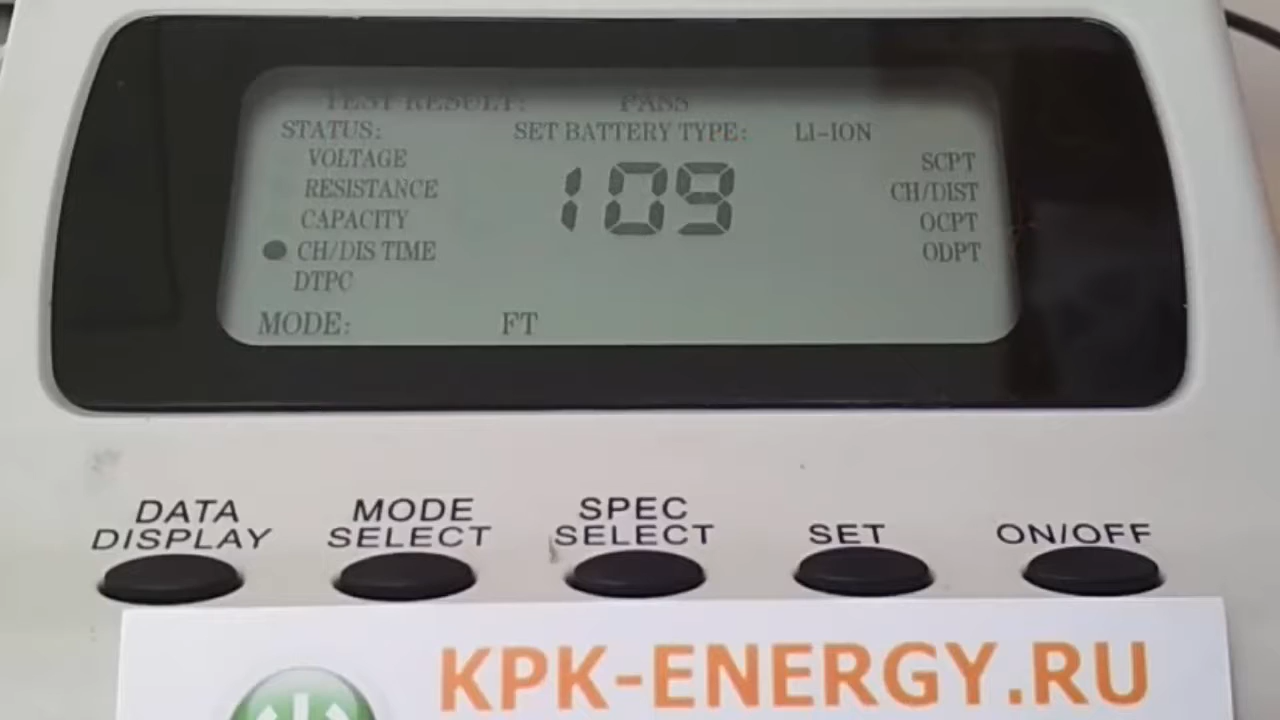 TEST RESULT: PASS
STATUS: SET BATTERY TYPE: LI-ION
VOLTAGE SCPT
RESISTANCE 109 CH/DIST
CAPACITY OCPT
CH/DIS TIME ODPT
DTPC
MODE: FT
DATA DISPLAY
MODE SELECT
SPEC SELECT
SET
ON/OFF
KPK-ENERGY.RU